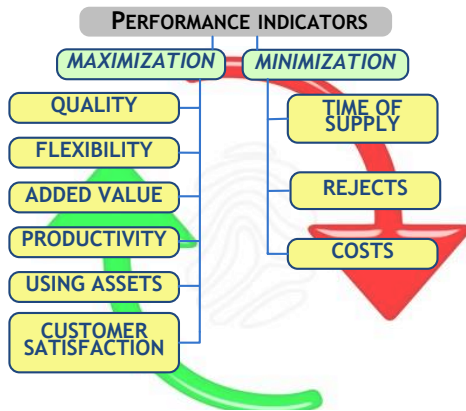 PERFORMANCE INDICATORS
MAXIMIZATION
MINIMIZATION
QUALITY
FLEXIBILITY
ADDED VALUE
PRODUCTIVITY
USING ASSETS
CUSTOMER
SATISFACTION
TIME OF
SUPPLY
REJECTS
COSTS